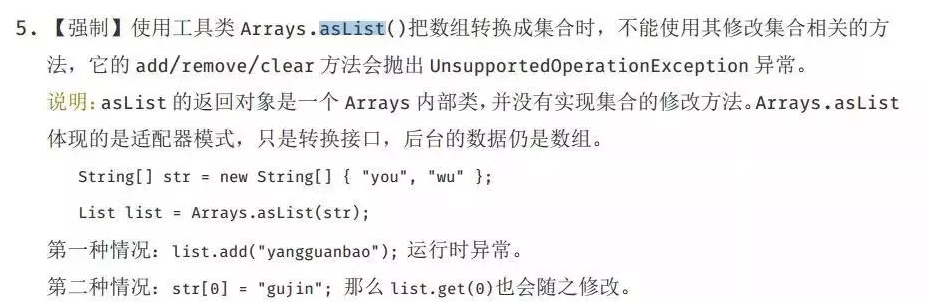 5. 【强制】使用工具类 Arrays.asList()把数组转换成集合时，不能使用其修改集合相关的方
法，它的 add/remove/clear 方法会抛出 UnsupportedOperationException 异常。
说明：asList 的返回对象是一个 Arrays 内部类，并没有实现集合的修改方法。Arrays.asList
体现的是适配器模式，只是转换接口，后台的数据仍是数组。
String[] str = new String[] { "you", "wu" };
List list = Arrays.asList(str);
第一种情况：list.add("yangguanbao"); 运行时异常。
第二种情况：str[0] = "gujin"; 那么 list.get(0)也会随之修改。